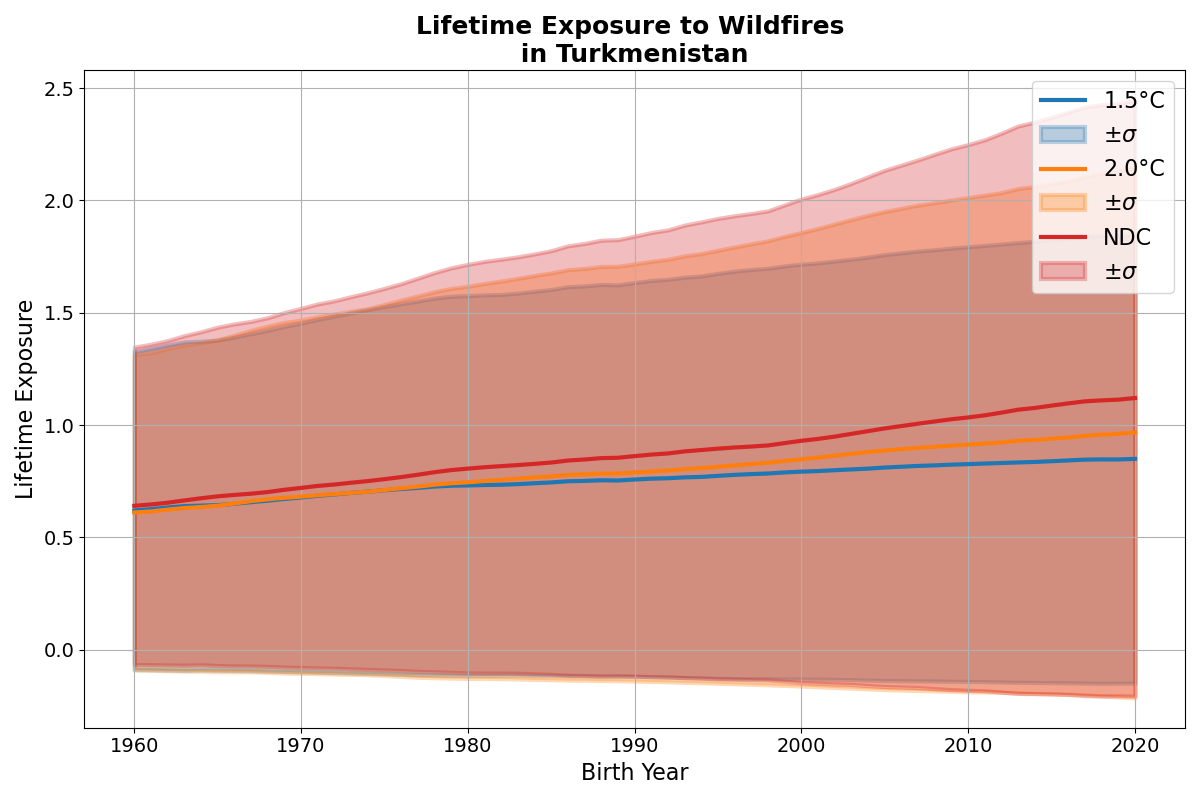 Lifetime Exposure to Wildfires
in Turkmenistan
Lifetime Exposure
2.5
2.0
1.5
1.0
0.5
0.0
1960
1970
1980
1990
2000
2010
2020
Birth Year
1.5°C
±σ
2.0°C
±σ
NDC
±σ